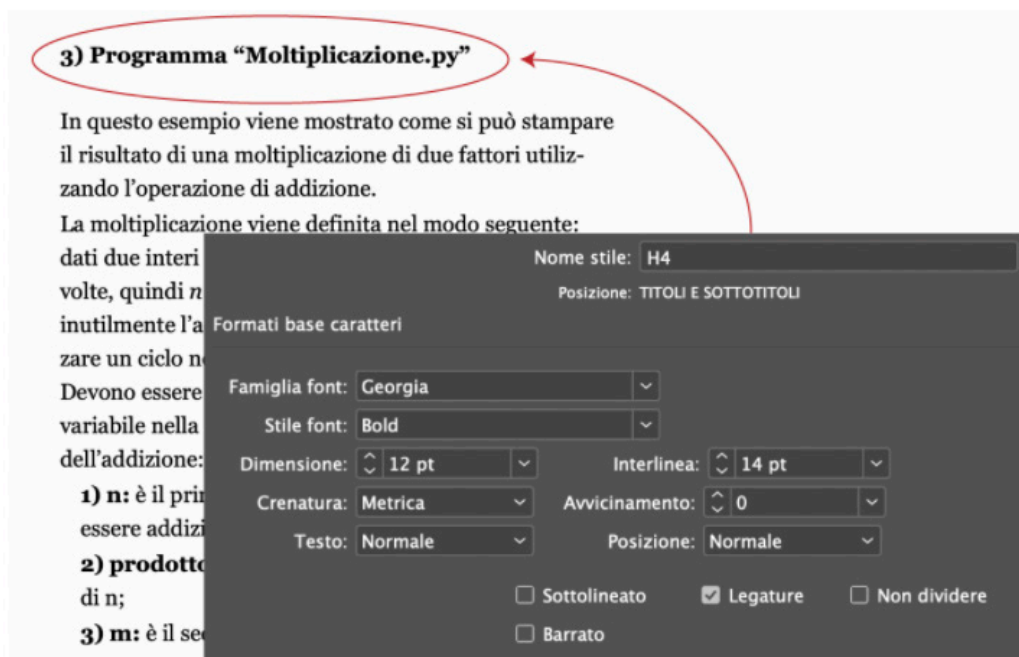 3) Programma “Moltiplicazione.py”
In questo esempio viene mostrato come si può stampare
il risultato di una moltiplicazione di due fattori utiliz-
zando l’operazione di addizione.
La moltiplicazione viene definita nel modo seguente:
dati due interi
volte, quindi n
inutilmente l’a
zare un ciclo
Devono essere
variabile nella
dell’addizione:
1) n: è il
essere
2) prodotto
di n;
3) m: è il
Nome stile: H4
Posizione: TITOLI E SOTTOTITOLI
Formati base caratteri
Famiglia font: Georgia
Stile font: Bold
Dimensione: 12 pt Interlinea: 14 pt
Crenatura: Metrica Avvicinamento: 0
Testo: Normale Posizione: Normale
Sottolineato Legature Non dividere
Barrato